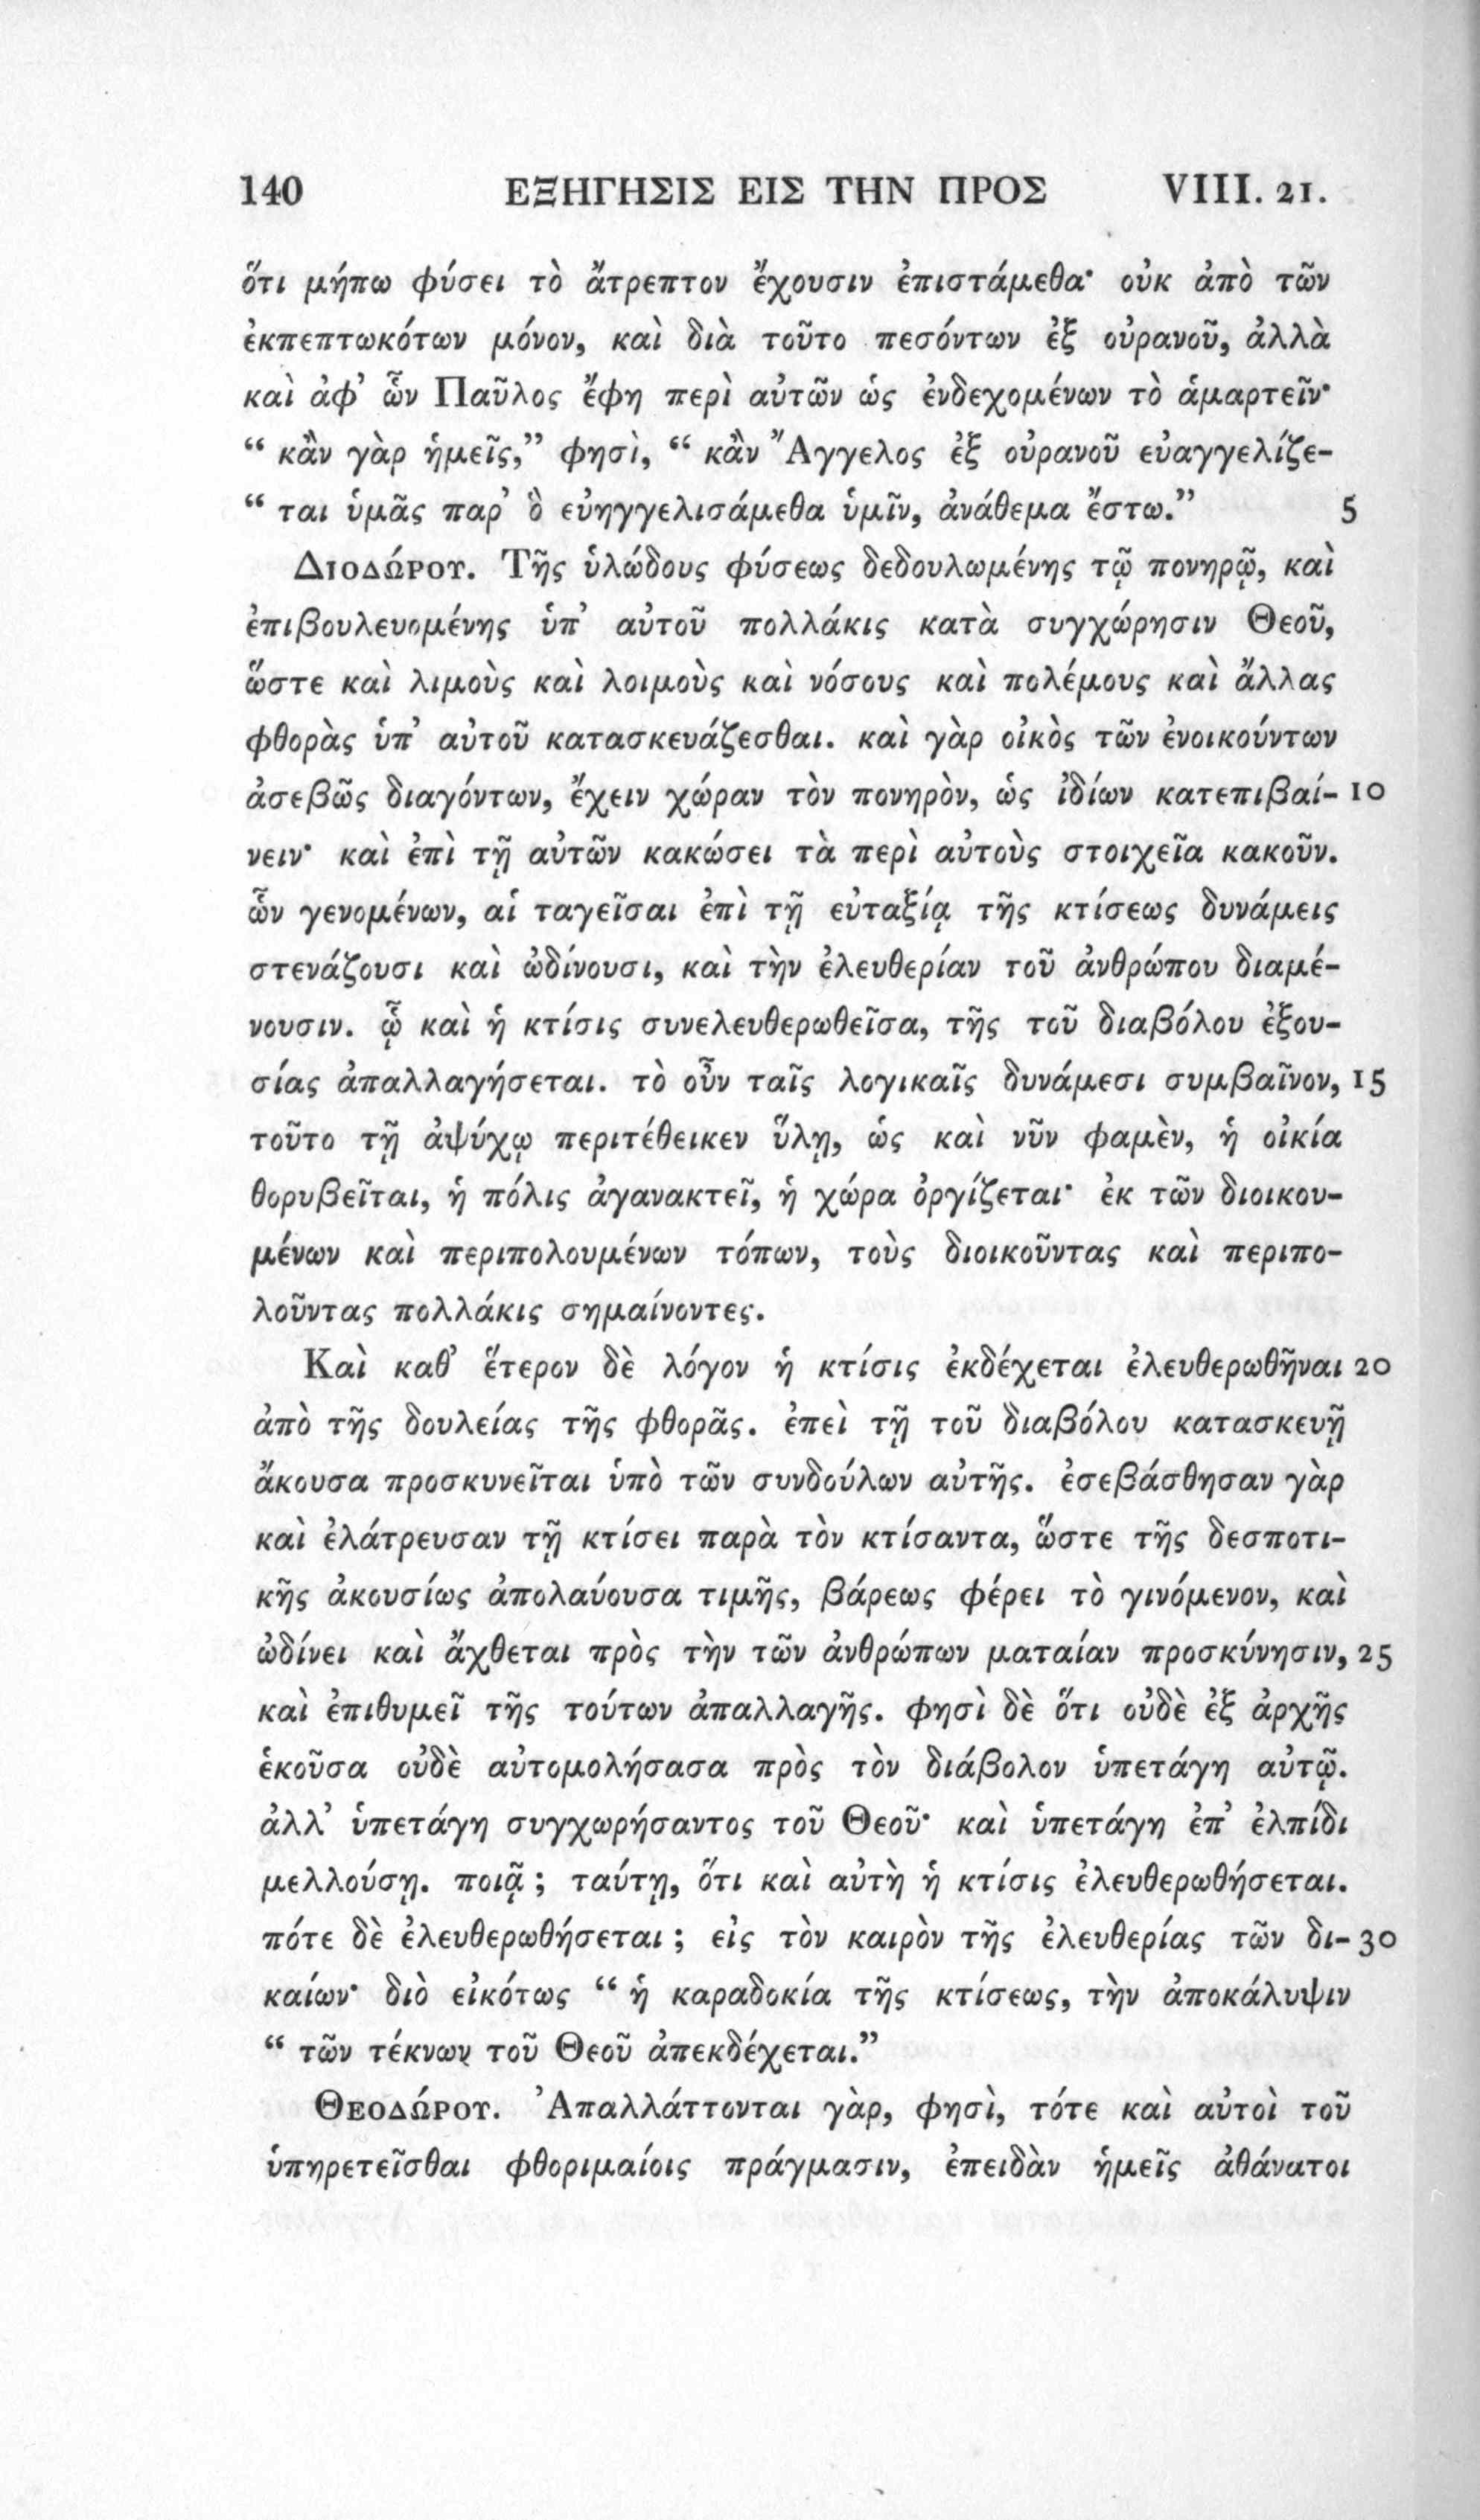 140 ΕΞΗΓΗΣΙΣ ΕΙΣ ΤΗΝ ΠΡΟΣ VIII. 21.
ὅτι μήπω φύσει τὸ ἄτρεπτον ἔχουσιν ἐπιστάμεθα· οὐκ ἀπὸ τῶν
ἐκπεπτωκότων μόνον, καὶ διὰ τοῦτο πεσόντων ἐξ οὐρανοῦ, ἀλλὰ
καὶ ἀφ’ ὧν Παῦλος ἔφη περὶ αὐτῶν ὡς ἐνδεχομένων τὸ ἁμαρτεῖν·
“ κἂν γὰρ ἡμεῖς,” φησὶ, “ κἂν Ἄγγελος ἐξ οὐρανοῦ εὐαγγελίζε-
“ ται ὑμᾶς παρ’ ὃ εὐηγγελισάμεθα ὑμῖν, ἀνάθεμα ἔστω.” 5
ΔΙΟΔΏΡΟΥ. Τῆς ὑλώδους φύσεως δεδουλωμένης τῷ πονηρῷ, καὶ
ἐπιβουλευομένης ὑπ’ αὐτοῦ πολλάκις κατὰ συγχώρησιν Θεοῦ,
ὥστε καὶ λιμοὺς καὶ λοιμοὺς καὶ νόσους καὶ πολέμους καὶ ἄλλας
φθορὰς ὑπ’ αὐτοῦ κατασκευάζεσθαι. καὶ γὰρ οἰκὸς τῶν ἐνοικούντων
ἀσεβῶς διαγόντων, ἔχειν χώραν τὸν πονηρὸν, ὡς ἰδίων κατεπιβαί- 10
νειν· καὶ ἐπὶ τῇ αὐτῶν κακώσει τὰ περὶ αὐτοὺς στοιχεῖα κακοῦν.
ὧν γενομένων, αἱ ταγεῖσαι ἐπὶ τῇ εὐταξίᾳ τῆς κτίσεως δυνάμεις
στενάζουσι καὶ ὠδίνουσι, καὶ τὴν ἐλευθερίαν τοῦ ἀνθρώπου διαμέ-
νουσιν. ᾧ καὶ ἡ κτίσις συνελευθερωθεῖσα, τῆς τοῦ διαβόλου ἐξου-
σίας ἀπαλλαγήσεται. τὸ οὖν ταῖς λογικαῖς δυνάμεσι συμβαῖνον, 15
τοῦτο τῇ ἀψύχῳ περιτέθεικεν ὕλῃ, ὡς καὶ νῦν φαμὲν, ἡ οἰκία
θορυβεῖται, ἡ πόλις ἀγανακτεῖ, ἡ χώρα ὀργίζεται· ἐκ τῶν διοικου-
μένων καὶ περιπολουμένων τόπων, τοὺς διοικοῦντας καὶ περιπο-
λοῦντας πολλάκις σημαίνοντες.
Καὶ καθ’ ἕτερον δὲ λόγον ἡ κτίσις ἐκδέχεται ἐλευθερωθῆναι 20
ἀπὸ τῆς δουλείας τῆς φθορᾶς. ἐπεὶ τῇ τοῦ διαβόλου κατασκευῇ
ἄκουσα προσκυνεῖται ὑπὸ τῶν συνδούλων αὐτῆς. ἐσεβάσθησαν γὰρ
καὶ ἐλάτρευσαν τῇ κτίσει παρὰ τὸν κτίσαντα, ὥστε τῆς δεσποτι-
κῆς ἀκουσίως ἀπολαύουσα τιμῆς, βάρεως φέρει τὸ γινόμενον, καὶ
ὠδίνει καὶ ἄχθεται πρὸς τὴν τῶν ἀνθρώπων ματαίαν προσκύνησιν, 25
καὶ ἐπιθυμεῖ τῆς τούτων ἀπαλλαγῆς. φησὶ δὲ ὅτι οὐδὲ ἐξ ἀρχῆς
ἑκοῦσα οὐδὲ αὐτομολήσασα πρὸς τὸν διάβολον ὑπετάγη αὐτῷ.
ἀλλ’ ὑπετάγη συγχωρήσαντος τοῦ Θεοῦ· καὶ ὑπετάγη ἐπ’ ἐλπίδι
μελλούσῃ. ποιᾷ ; ταύτῃ, ὅτι καὶ αὐτὴ ἡ κτίσις ἐλευθερωθήσεται.
πότε δὲ ἐλευθερωθήσεται ; εἰς τὸν καιρὸν τῆς ἐλευθερίας τῶν δι- 30
καίων· διὸ εἰκότως “ ἡ καραδοκία τῆς κτίσεως, τὴν ἀποκάλυψιν
“ τῶν τέκνων τοῦ Θεοῦ ἀπεκδέχεται.”
ΘΕΟΔΏΡΟΥ. Ἀπαλλάττονται γὰρ, φησὶ, τότε καὶ αὐτοὶ τοῦ
ὑπηρετεῖσθαι φθοριμαίοις πράγμασιν, ἐπειδὰν ἡμεῖς ἀθάνατοι